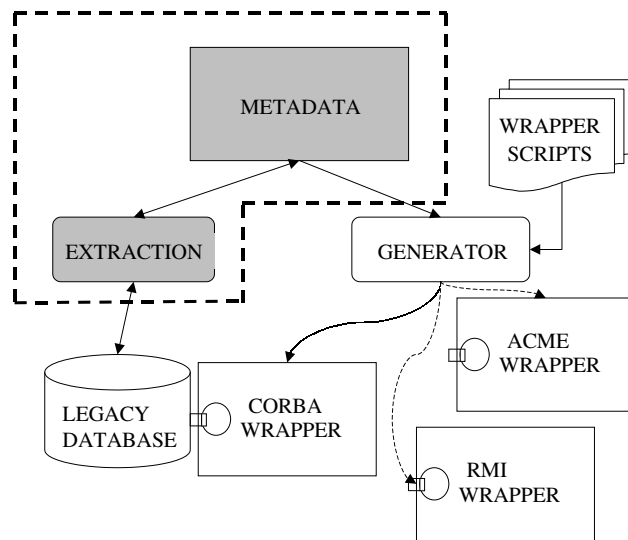 METADATA
WRAPPER
SCRIPTS
EXTRACTION
GENERATOR
ACME
WRAPPER
LEGACY
DATABASE
CORBA
WRAPPER
RMI
WRAPPER